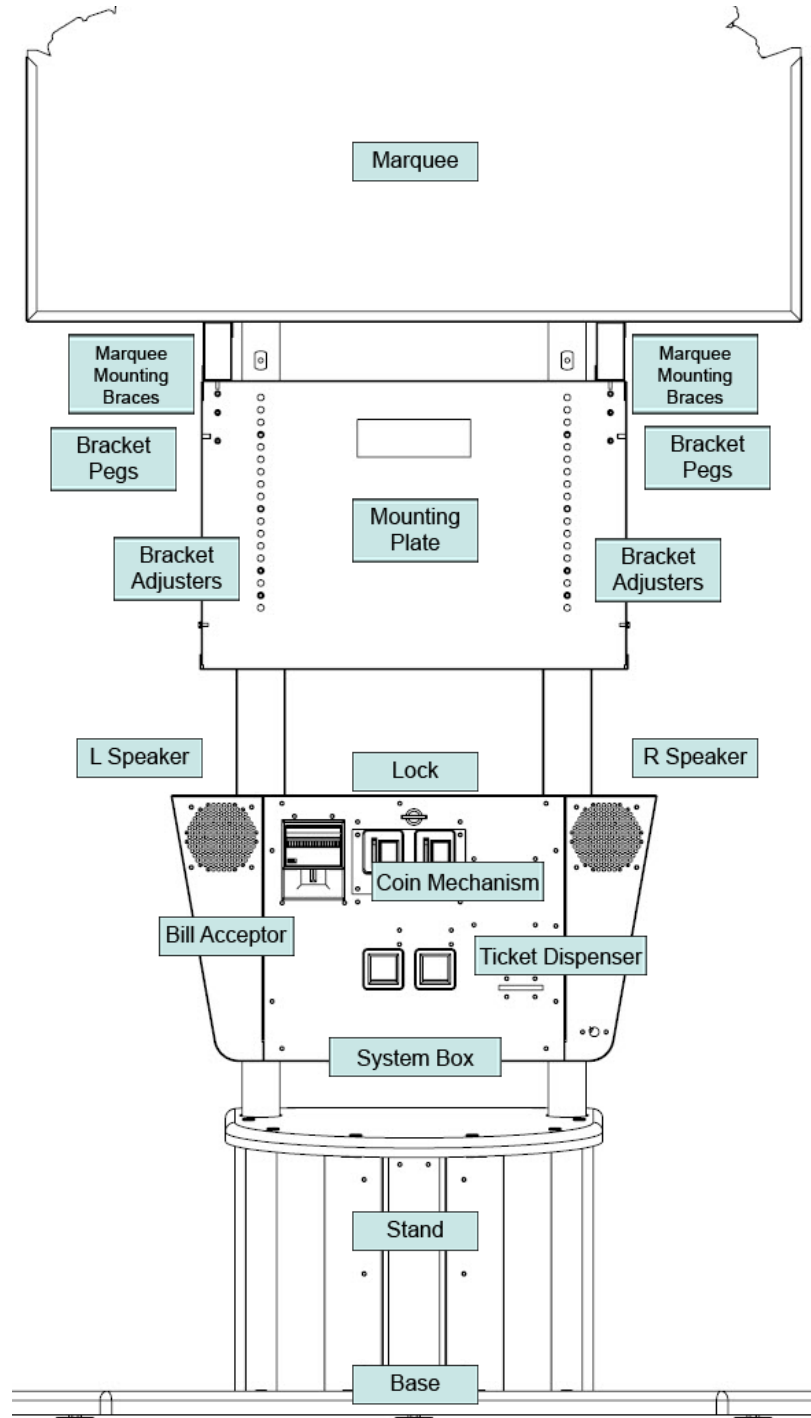 Marquee
Marquee
Mounting
Braces
Marquee
Mounting
Braces
Bracket
Pegs
Bracket
Pegs
Mounting
Plate
Bracket
Adjusters
Bracket
Adjusters
L Speaker
Lock
R Speaker
Coin Mechanism
Bill Acceptor
Ticket Dispenser
System Box
Stand
Base